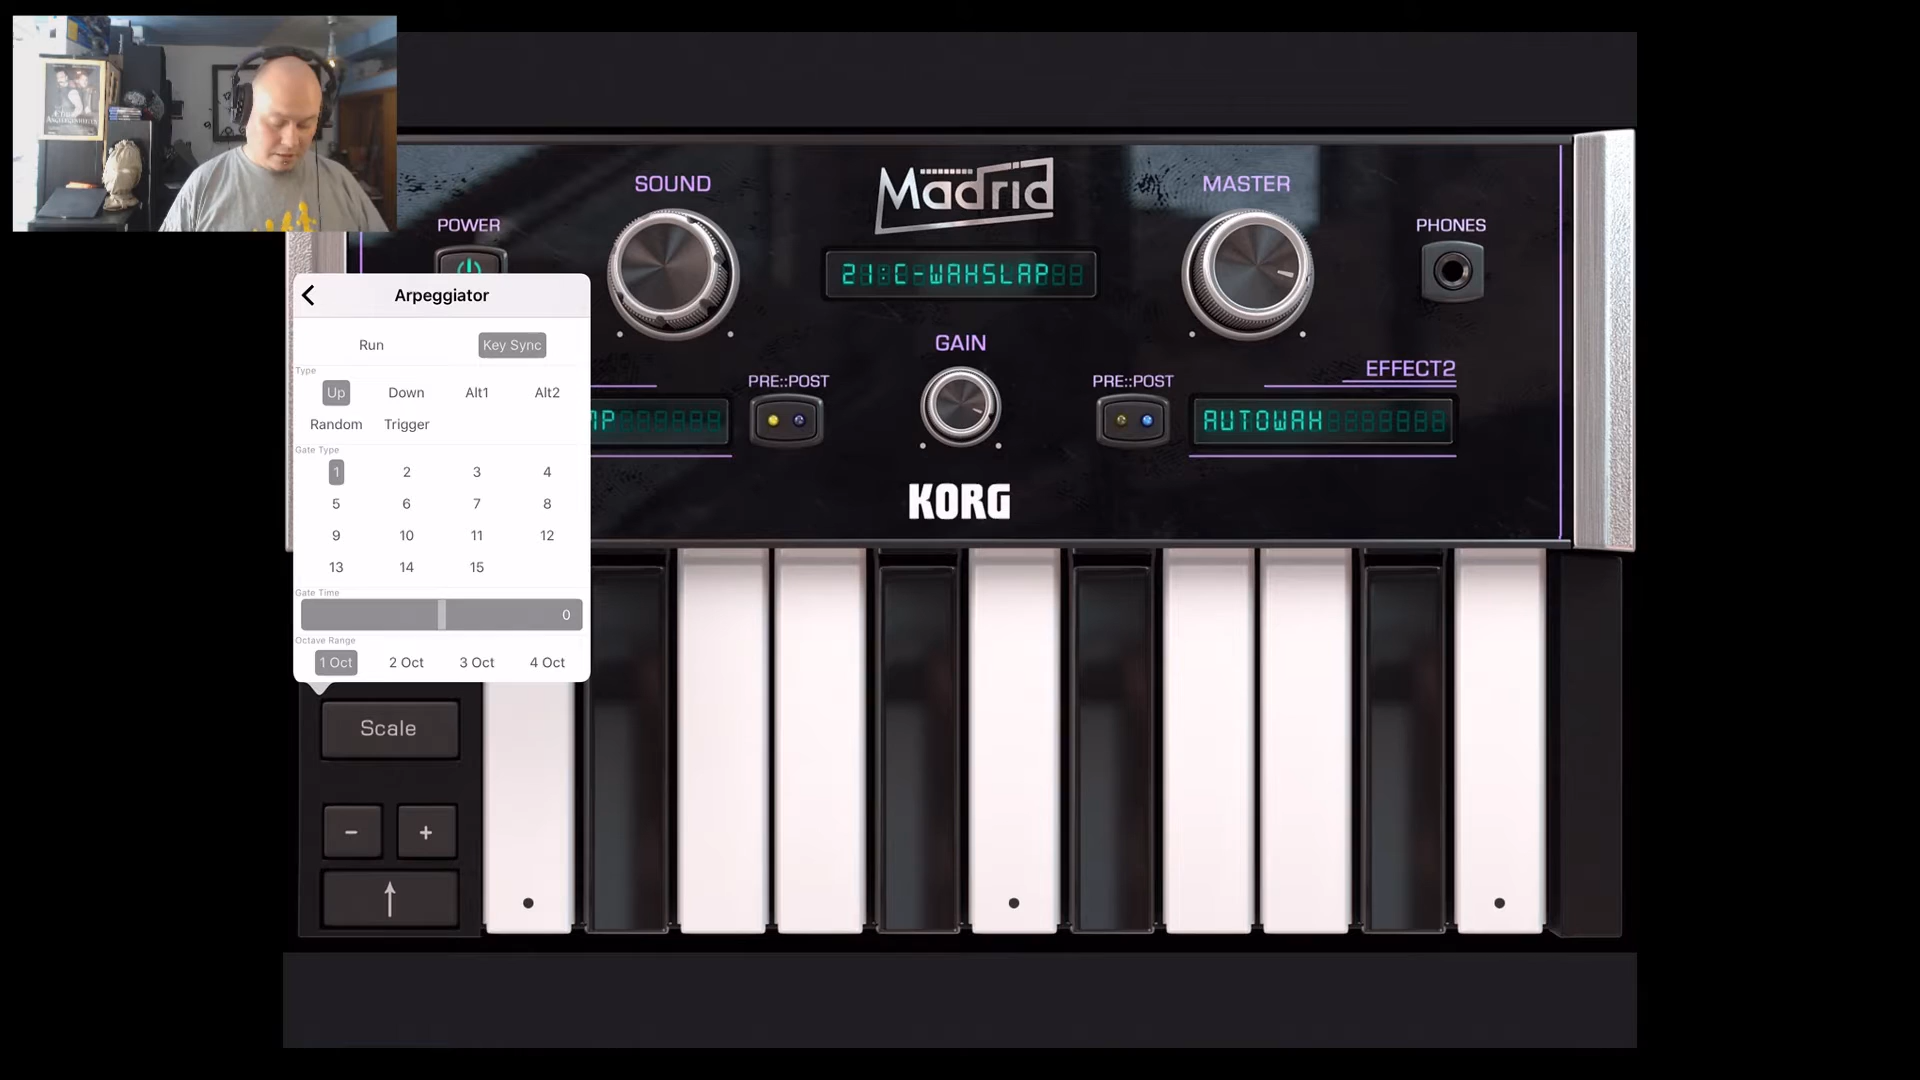 POWER
SOUND
Madrid
MASTER
PHONES
21:C-WAHSLAP
GAIN
PRE::POST
PRE::POST
EFFECT2
AUTOWAH
KORG
Arpeggiator
Run
Key Sync
Type
Up
Down
Alt1
Alt2
Random
Trigger
Gate Type
1
2
3
4
5
6
7
8
9
10
11
12
13
14
15
Gate Time
0
Octave Range
1 Oct
2 Oct
3 Oct
4 Oct
Scale
-
+